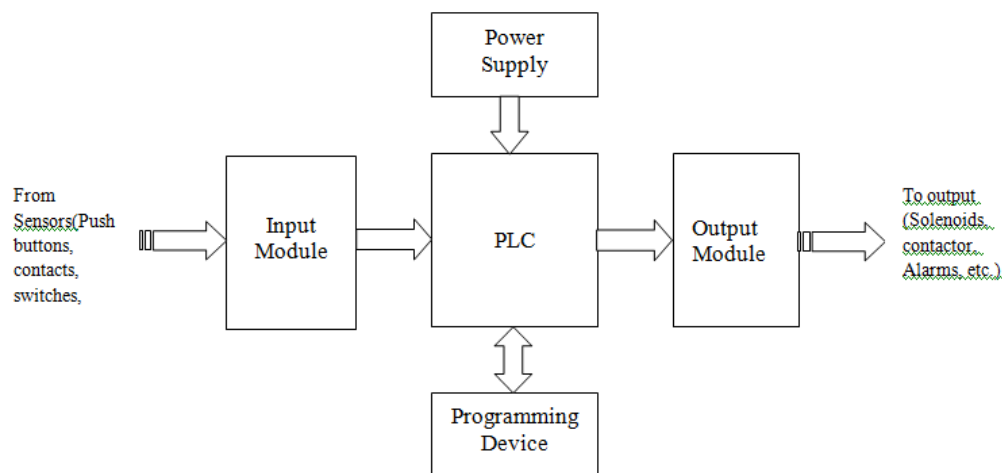 Power
Supply
From
Sensors(Push
buttons,
contacts,
switches,
Input
Module
PLC
Output
Module
To output
(Solenoids,
contactor,
Alarms, etc.)
Programming
Device